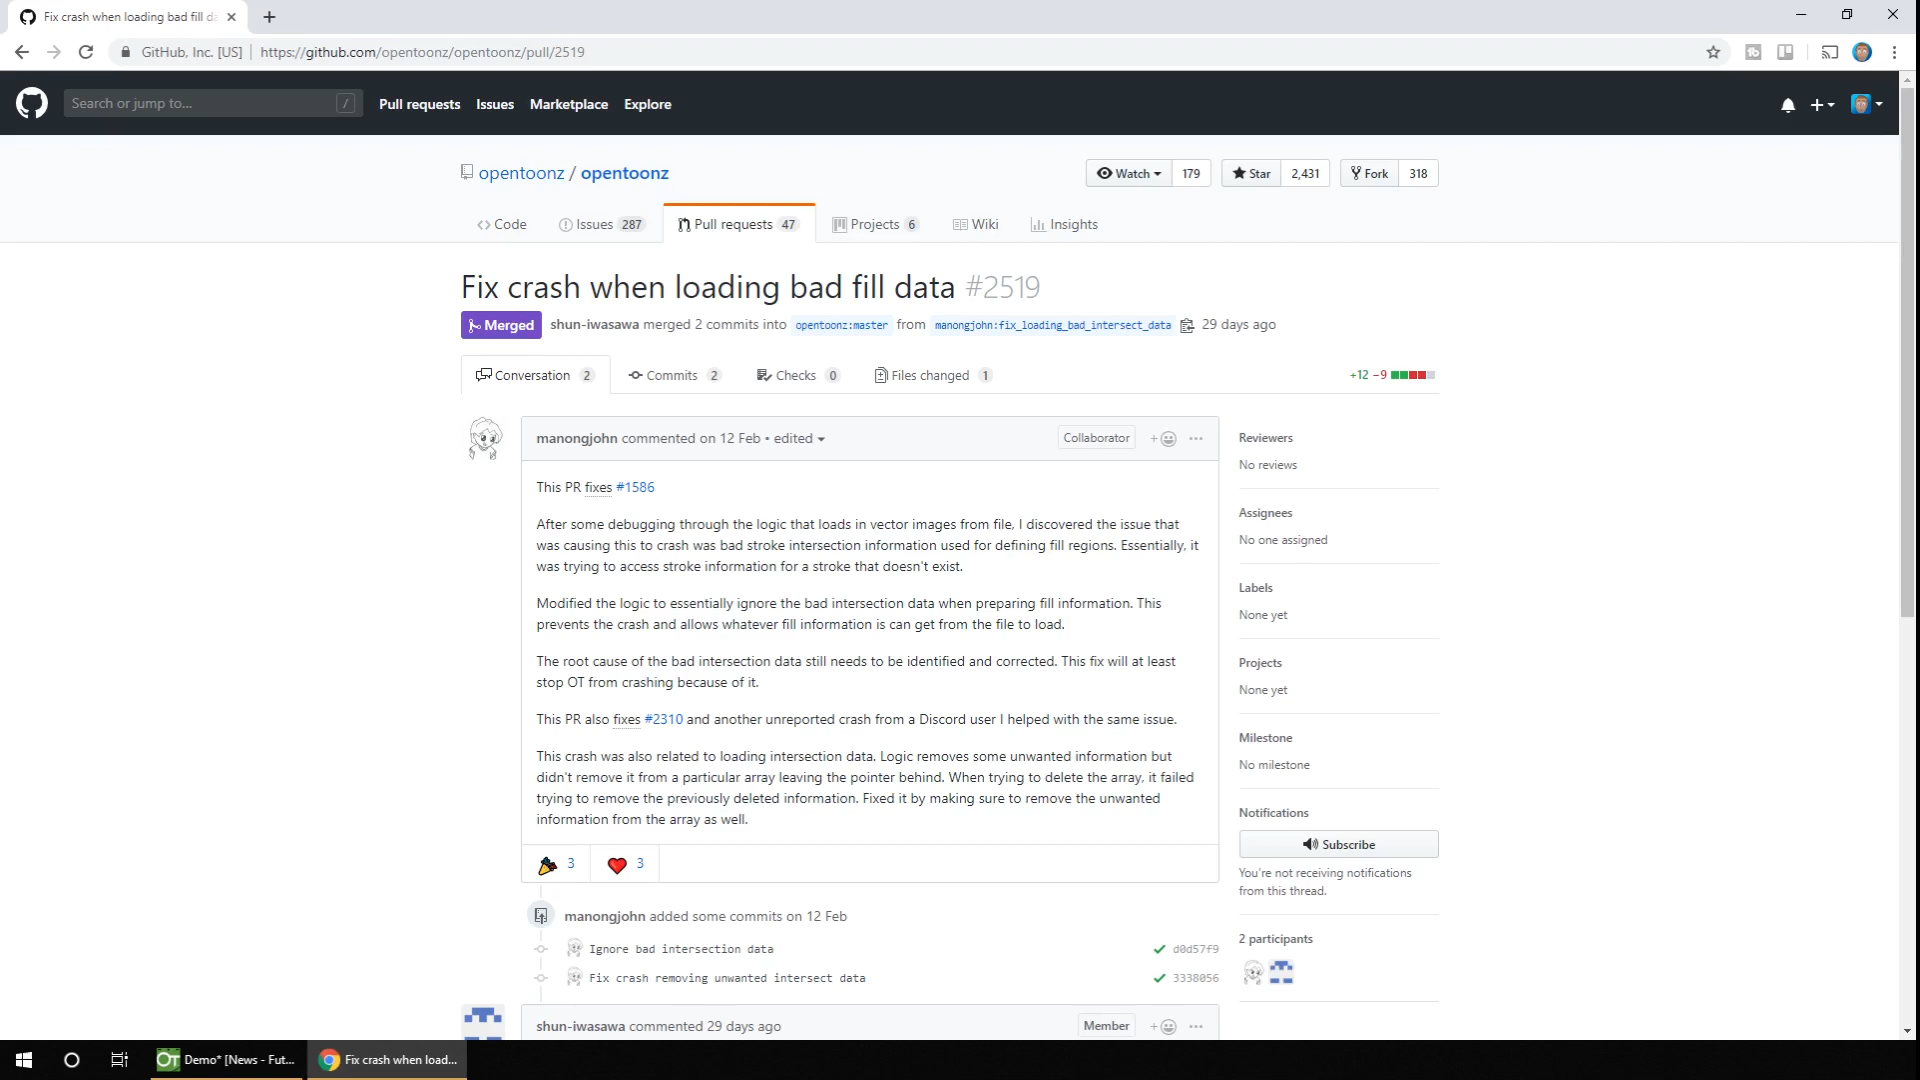 Fix crash when loading bad fill da
GitHub, Inc. [US] | https://github.com/opentoonz/opentoonz/pull/2519
Search or jump to... /
Pull requests Issues Marketplace Explore
opentoonz / opentoonz
Watch 179 Star 2,431 Fork 318
Code Issues 287 Pull requests 47 Projects 6 Wiki Insights
Fix crash when loading bad fill data #2519
Merged shun-iwasawa merged 2 commits into opentoonz:master from manongjohn:fix_loading_bad_intersect_data 29 days ago
Conversation 2 Commits 2 Checks 0 Files changed 1 +12 −9
manongjohn commented on 12 Feb • edited Collaborator
This PR fixes #1586
After some debugging through the logic that loads in vector images from file, I discovered the issue that
was causing this to crash was bad stroke intersection information used for defining fill regions. Essentially, it
was trying to access stroke information for a stroke that doesn't exist.
Modified the logic to essentially ignore the bad intersection data when preparing fill information. This
prevents the crash and allows whatever fill information is can get from the file to load.
The root cause of the bad intersection data still needs to be identified and corrected. This fix will at least
stop OT from crashing because of it.
This PR also fixes #2310 and another unreported crash from a Discord user I helped with the same issue.
This crash was also related to loading intersection data. Logic removes some unwanted information but
didn't remove it from a particular array leaving the pointer behind. When trying to delete the array, it failed
trying to remove the previously deleted information. Fixed it by making sure to remove the unwanted
information from the array as well.
3 3
manongjohn added some commits on 12 Feb
Ignore bad intersection data d0d57f9
Fix crash removing unwanted intersect data 3338056
shun-iwasawa commented 29 days ago Member
Reviewers
No reviews
Assignees
No one assigned
Labels
None yet
Projects
None yet
Milestone
No milestone
Notifications
Subscribe
You're not receiving notifications
from this thread.
2 participants
OT Demo* [News - Fut... Fix crash when load...